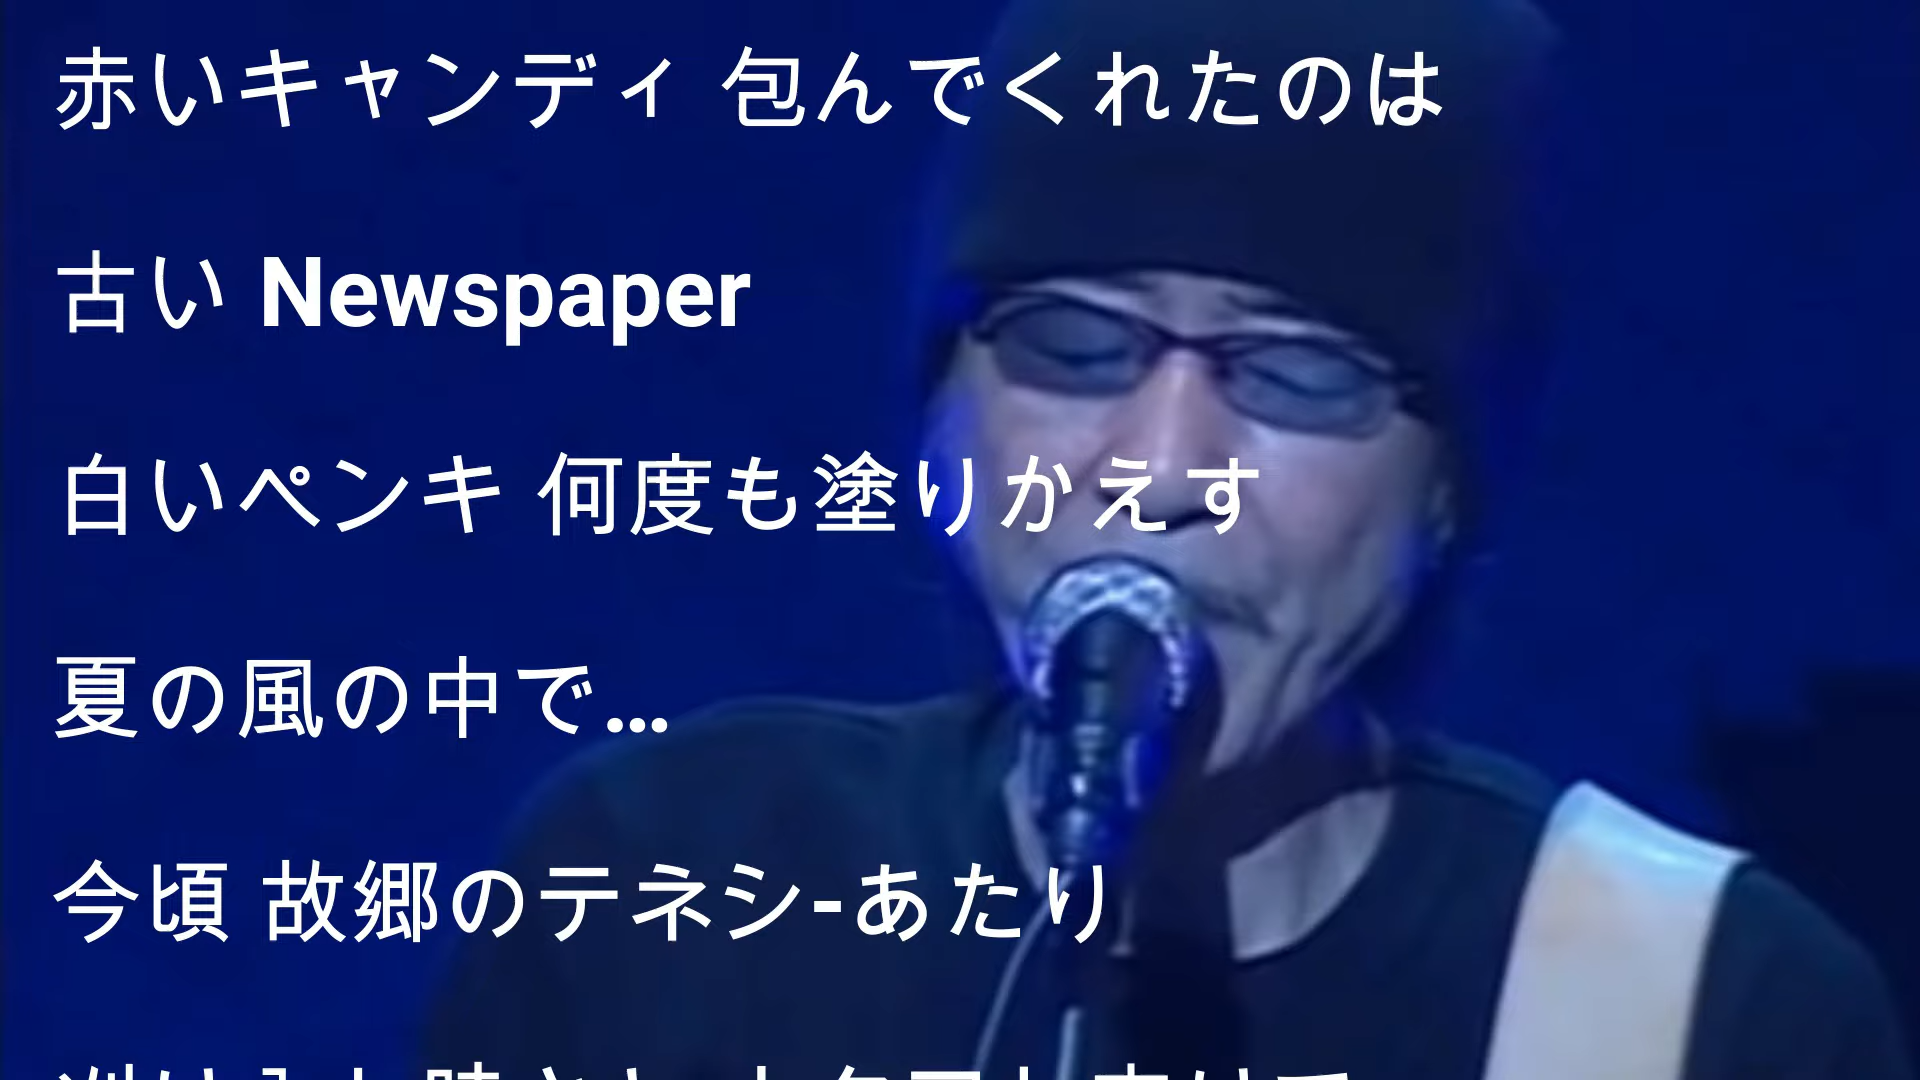 赤いキャンディ 包んでくれたのは
古い Newspaper
白いペンキ 何度も塗りかえす
夏の風の中で…
今頃 故郷のテネシ-あたり